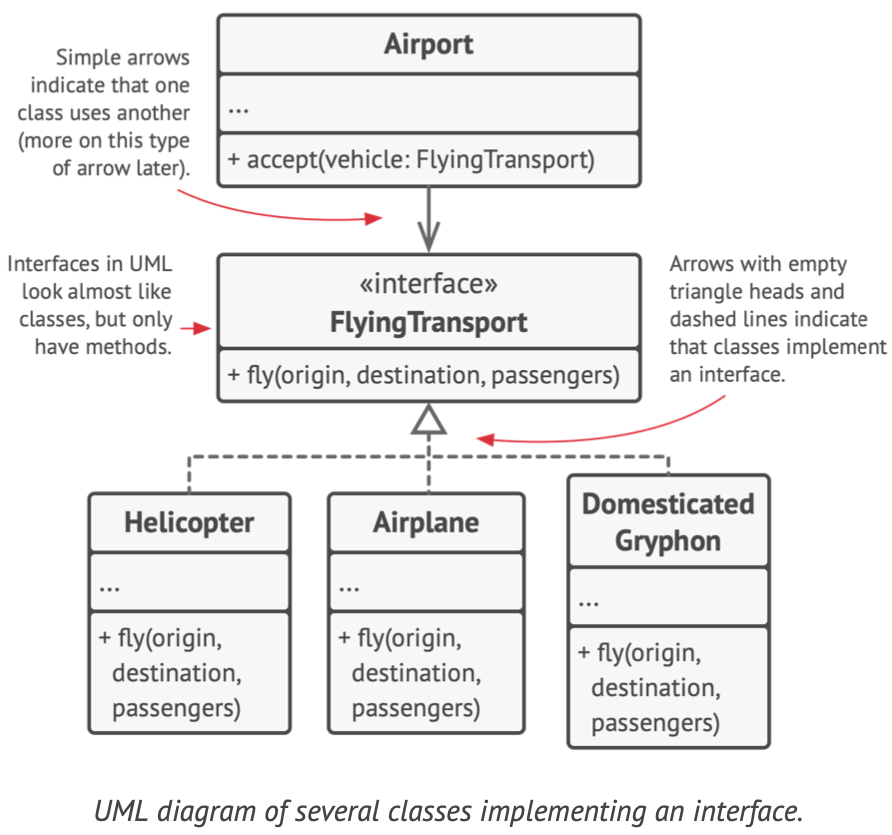 Airport
...
+ accept(vehicle: FlyingTransport)
Simple arrows
indicate that one
class uses another
(more on this type
of arrow later).
Interfaces in UML
look almost like
classes, but only
have methods.
«interface»
FlyingTransport
+ fly(origin, destination, passengers)
Arrows with empty
triangle heads and
dashed lines indicate
that classes implement
an interface.
Helicopter
...
+ fly(origin,
destination,
passengers)
Airplane
...
+ fly(origin,
destination,
passengers)
Domesticated
Gryphon
...
+ fly(origin,
destination,
passengers)
UML diagram of several classes implementing an interface.